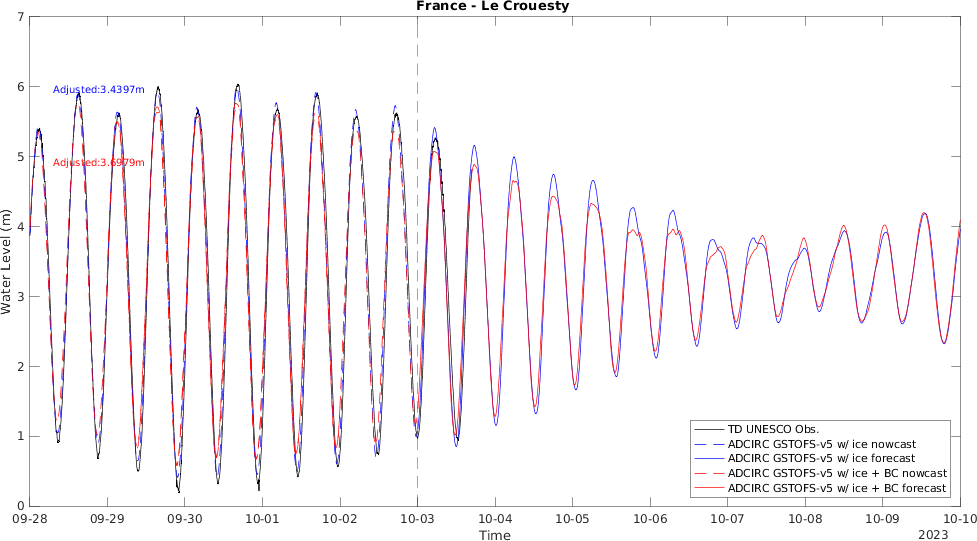 France - Le Crouesty
Water Level (m)
7
6
5
4
3
2
1
0
Adjusted:3.4397m
Adjusted:3.6979m
TD UNESCO Obs.
ADCIRC GSTOFS-v5 w/ ice nowcast
ADCIRC GSTOFS-v5 w/ ice forecast
ADCIRC GSTOFS-v5 w/ ice + BC nowcast
ADCIRC GSTOFS-v5 w/ ice + BC forecast
09-28 09-29 09-30 10-01 10-02 10-03 10-04 10-05 10-06 10-07 10-08 10-09 10-10
Time
2023